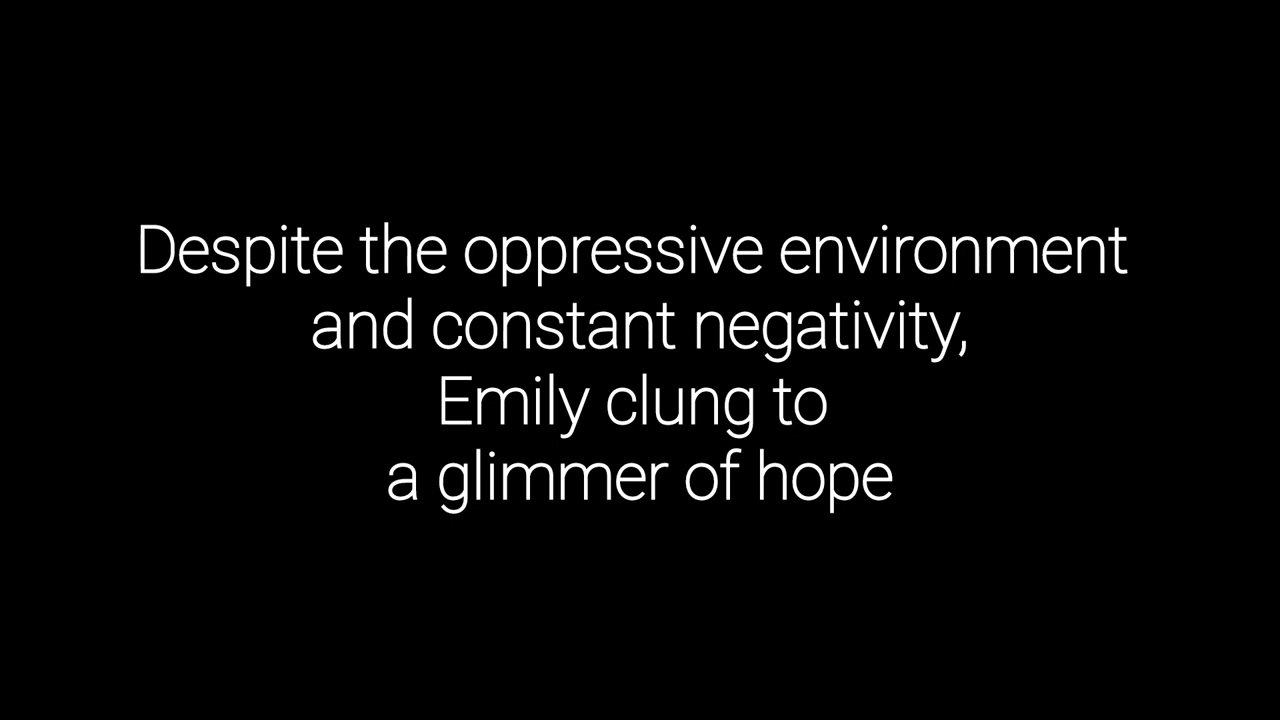 Despite the oppressive environment
and constant negativity,
Emily clung to
a glimmer of hope